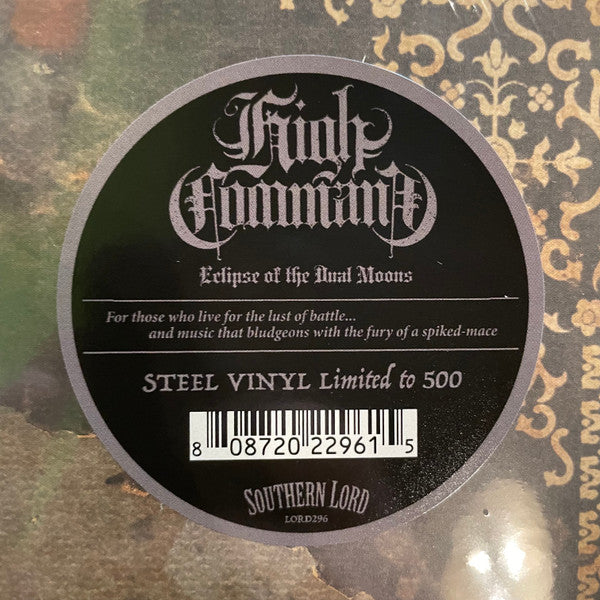 High
Command
Eclipse of the Dual Moons
For those who live for the lust of battle...
and music that bludgeons with the fury of a spiked-mace
STEEL VINYL Limited to 500
8 08720 22961 5
SOUTHERN LORD
LORD296